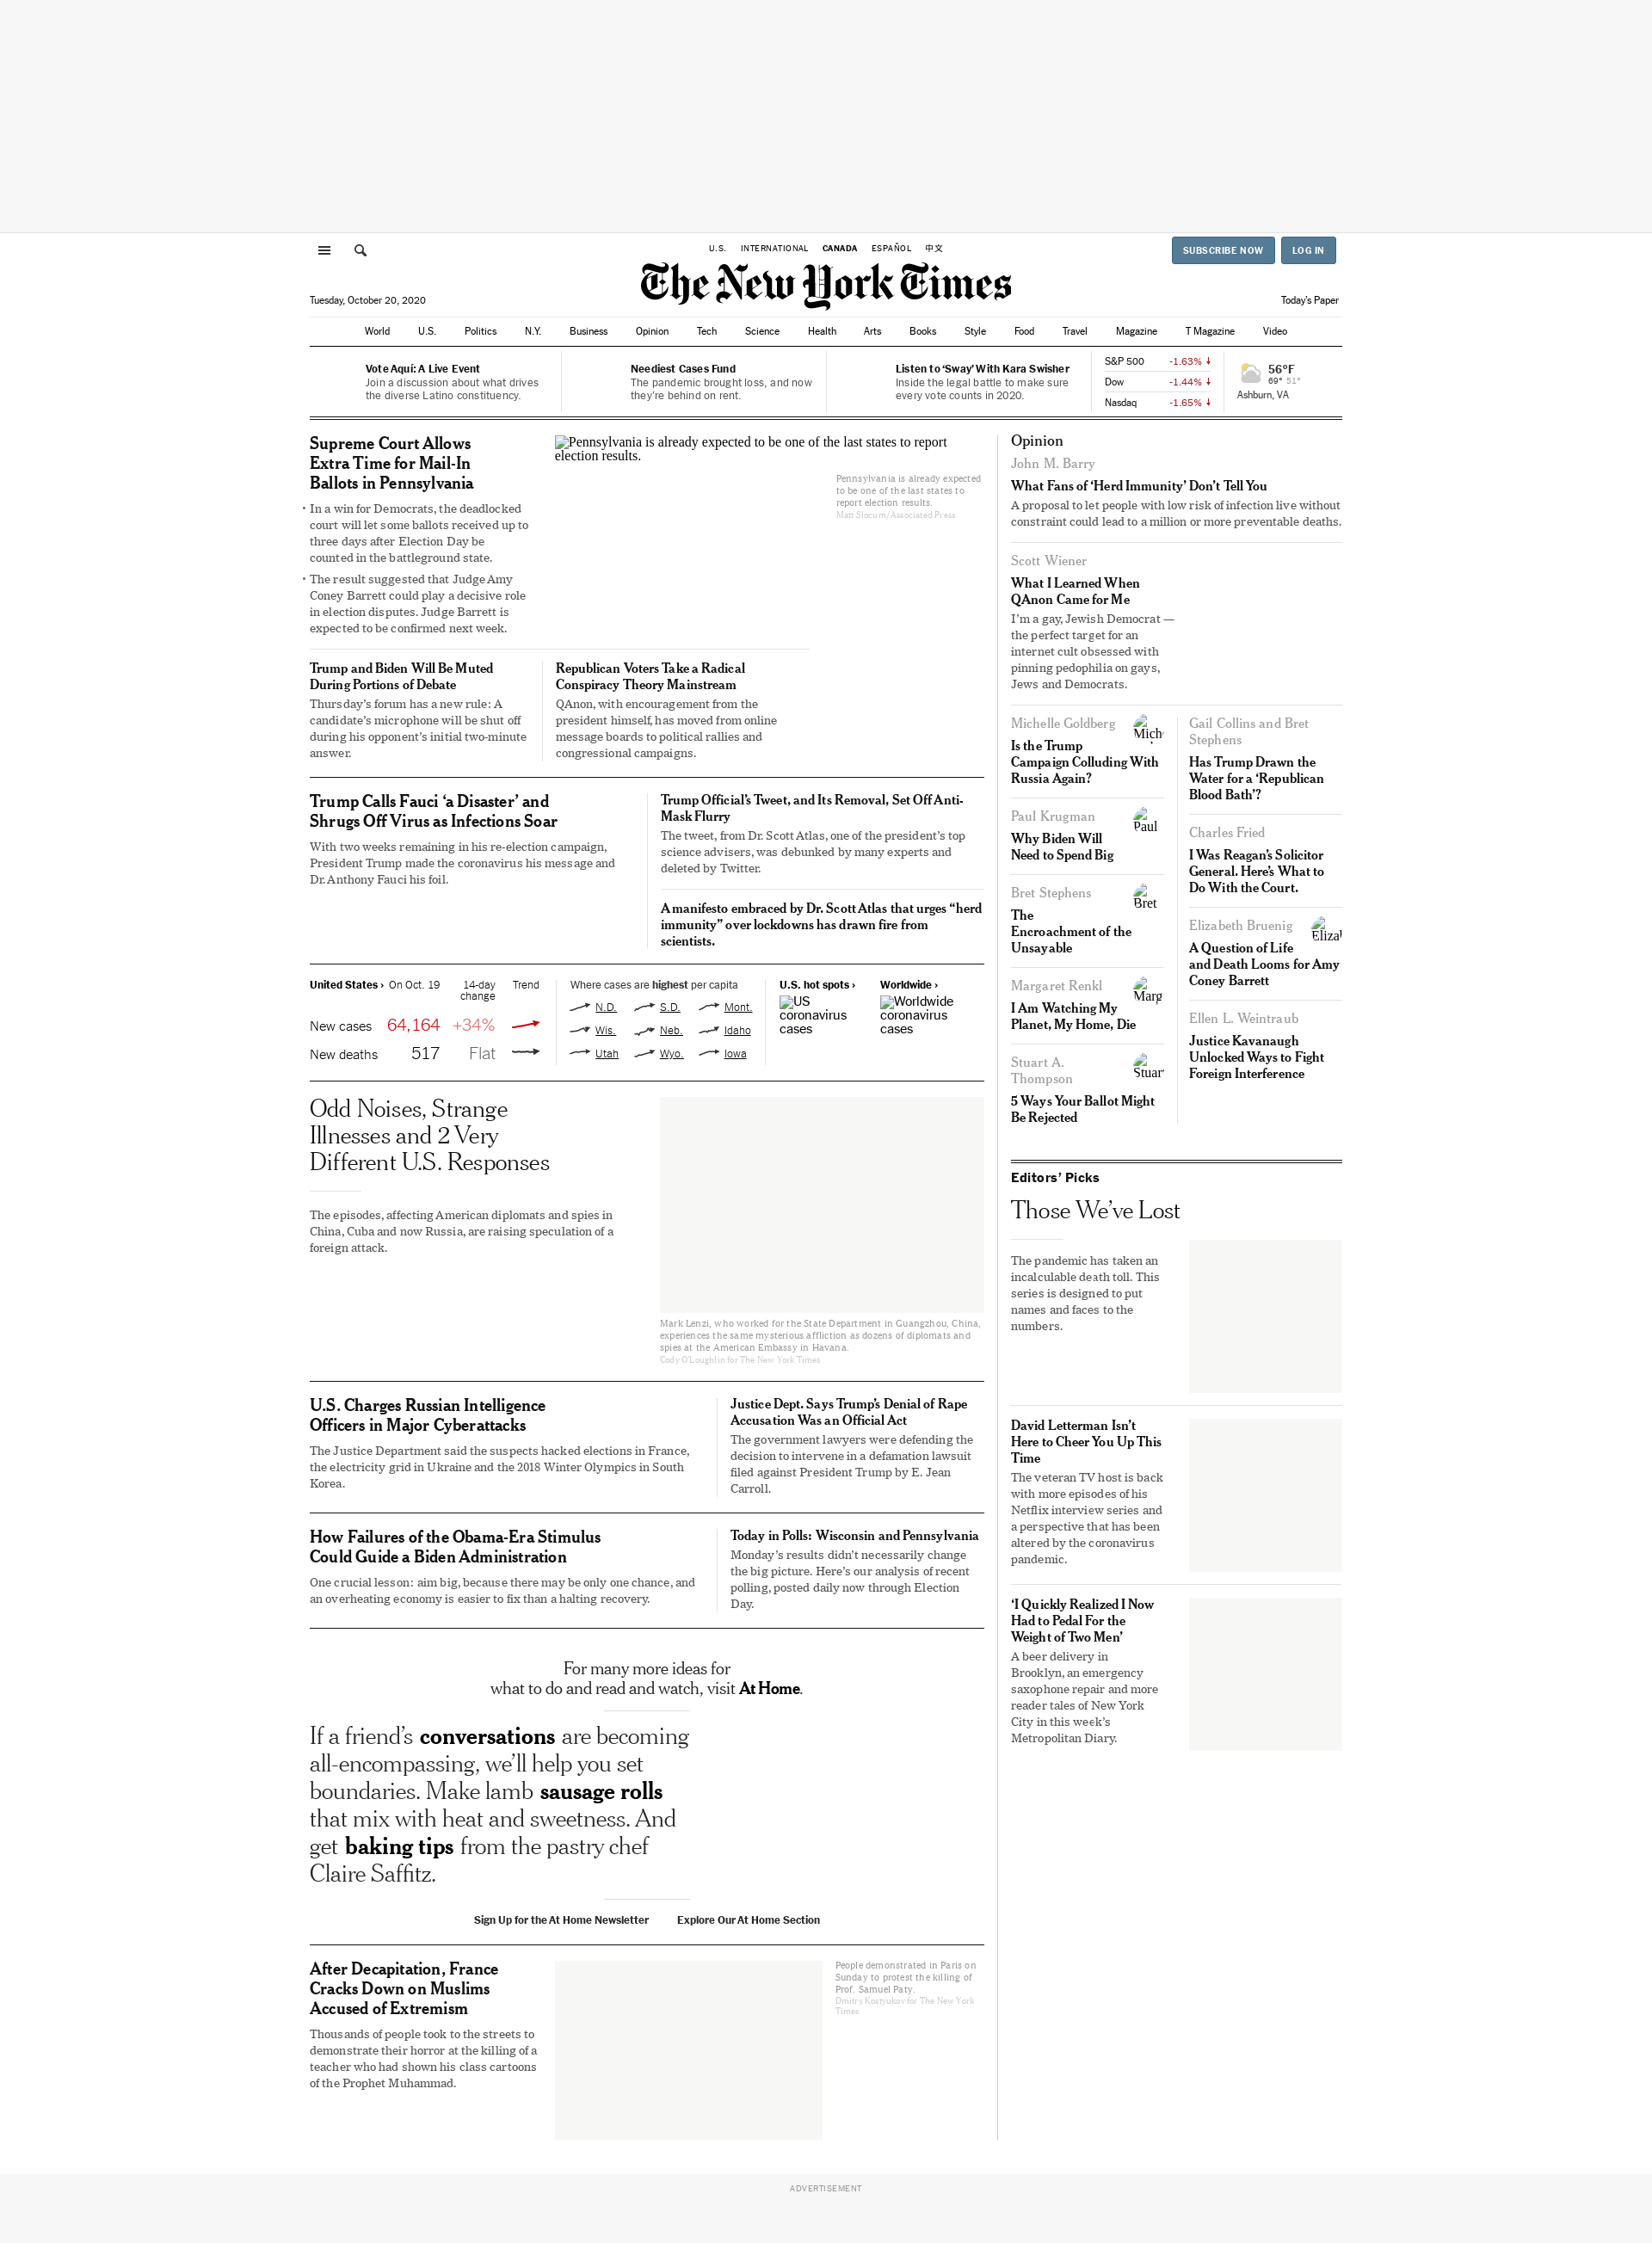 U.S. INTERNATIONAL CANADA ESPAÑOL 中文
SUBSCRIBE NOW LOG IN
The New York Times
Tuesday, October 20, 2020
Today's Paper
World U.S. Politics N.Y. Business Opinion Tech Science Health Arts Books Style Food Travel Magazine T Magazine Video
Vote Aquí: A Live Event
Join a discussion about what drives
the diverse Latino constituency.
Neediest Cases Fund
The pandemic brought loss, and now
they're behind on rent.
Listen to ‘Sway’ With Kara Swisher
Inside the legal battle to make sure
every vote counts in 2020.
S&P 500 -1.63%
Dow -1.44%
Nasdaq -1.65%
56°F
69° 51°
Ashburn, VA
Supreme Court Allows
Extra Time for Mail-In
Ballots in Pennsylvania
In a win for Democrats, the deadlocked
court will let some ballots received up to
three days after Election Day be
counted in the battleground state.
The result suggested that Judge Amy
Coney Barrett could play a decisive role
in election disputes. Judge Barrett is
expected to be confirmed next week.
Pennsylvania is already expected to be one of the last states to report
election results.
Pennsylvania is already expected
to be one of the last states to
report election results.
Matt Slocum/Associated Press
Trump and Biden Will Be Muted
During Portions of Debate
Thursday’s forum has a new rule: A
candidate’s microphone will be shut off
during his opponent’s initial two-minute
answer.
Republican Voters Take a Radical
Conspiracy Theory Mainstream
QAnon, with encouragement from the
president himself, has moved from online
message boards to political rallies and
congressional campaigns.
Trump Calls Fauci ‘a Disaster’ and
Shrugs Off Virus as Infections Soar
With two weeks remaining in his re-election campaign,
President Trump made the coronavirus his message and
Dr. Anthony Fauci his foil.
Trump Official’s Tweet, and Its Removal, Set Off Anti-
Mask Flurry
The tweet, from Dr. Scott Atlas, one of the president’s top
science advisers, was debunked by many experts and
deleted by Twitter.
A manifesto embraced by Dr. Scott Atlas that urges “herd
immunity” over lockdowns has drawn fire from
scientists.
United States › On Oct. 19 14-day
change Trend
New cases 64,164 +34%
New deaths 517 Flat
Where cases are highest per capita
N.D. S.D. Mont.
Wis. Neb. Idaho
Utah Wyo. Iowa
U.S. hot spots ›
US
coronavirus
cases
Worldwide ›
Worldwide
coronavirus
cases
Odd Noises, Strange
Illnesses and 2 Very
Different U.S. Responses
The episodes, affecting American diplomats and spies in
China, Cuba and now Russia, are raising speculation of a
foreign attack.
Mark Lenzi, who worked for the State Department in Guangzhou, China,
experiences the same mysterious affliction as dozens of diplomats and
spies at the American Embassy in Havana.
Cody O’Loughlin for The New York Times
U.S. Charges Russian Intelligence
Officers in Major Cyberattacks
The Justice Department said the suspects hacked elections in France,
the electricity grid in Ukraine and the 2018 Winter Olympics in South
Korea.
Justice Dept. Says Trump’s Denial of Rape
Accusation Was an Official Act
The government lawyers were defending the
decision to intervene in a defamation lawsuit
filed against President Trump by E. Jean
Carroll.
How Failures of the Obama-Era Stimulus
Could Guide a Biden Administration
One crucial lesson: aim big, because there may be only one chance, and
an overheating economy is easier to fix than a halting recovery.
Today in Polls: Wisconsin and Pennsylvania
Monday’s results didn’t necessarily change
the big picture. Here’s our analysis of recent
polling, posted daily now through Election
Day.
For many more ideas for
what to do and read and watch, visit At Home.
If a friend’s conversations are becoming
all-encompassing, we’ll help you set
boundaries. Make lamb sausage rolls
that mix with heat and sweetness. And
get baking tips from the pastry chef
Claire Saffitz.
Sign Up for the At Home Newsletter Explore Our At Home Section
After Decapitation, France
Cracks Down on Muslims
Accused of Extremism
Thousands of people took to the streets to
demonstrate their horror at the killing of a
teacher who had shown his class cartoons
of the Prophet Muhammad.
People demonstrated in Paris on
Sunday to protest the killing of
Prof. Samuel Paty.
Dmitry Kostyukov for The New York
Times
Opinion
John M. Barry
What Fans of ‘Herd Immunity’ Don’t Tell You
A proposal to let people with low risk of infection live without
constraint could lead to a million or more preventable deaths.
Scott Wiener
What I Learned When
QAnon Came for Me
I’m a gay, Jewish Democrat —
the perfect target for an
internet cult obsessed with
pinning pedophilia on gays,
Jews and Democrats.
Michelle Goldberg
Mich
Is the Trump
Campaign Colluding With
Russia Again?
Paul Krugman
Paul
Why Biden Will
Need to Spend Big
Bret Stephens
Bret
The
Encroachment of the
Unsayable
Margaret Renkl
Marg
I Am Watching My
Planet, My Home, Die
Stuart A.
Thompson
Stuart
5 Ways Your Ballot Might
Be Rejected
Gail Collins and Bret
Stephens
Has Trump Drawn the
Water for a ‘Republican
Blood Bath’?
Charles Fried
I Was Reagan’s Solicitor
General. Here’s What to
Do With the Court.
Elizabeth Bruenig
Elizab
A Question of Life
and Death Looms for Amy
Coney Barrett
Ellen L. Weintraub
Justice Kavanaugh
Unlocked Ways to Fight
Foreign Interference
Editors’ Picks
Those We’ve Lost
The pandemic has taken an
incalculable death toll. This
series is designed to put
names and faces to the
numbers.
David Letterman Isn’t
Here to Cheer You Up This
Time
The veteran TV host is back
with more episodes of his
Netflix interview series and
a perspective that has been
altered by the coronavirus
pandemic.
‘I Quickly Realized I Now
Had to Pedal For the
Weight of Two Men’
A beer delivery in
Brooklyn, an emergency
saxophone repair and more
reader tales of New York
City in this week’s
Metropolitan Diary.
ADVERTISEMENT